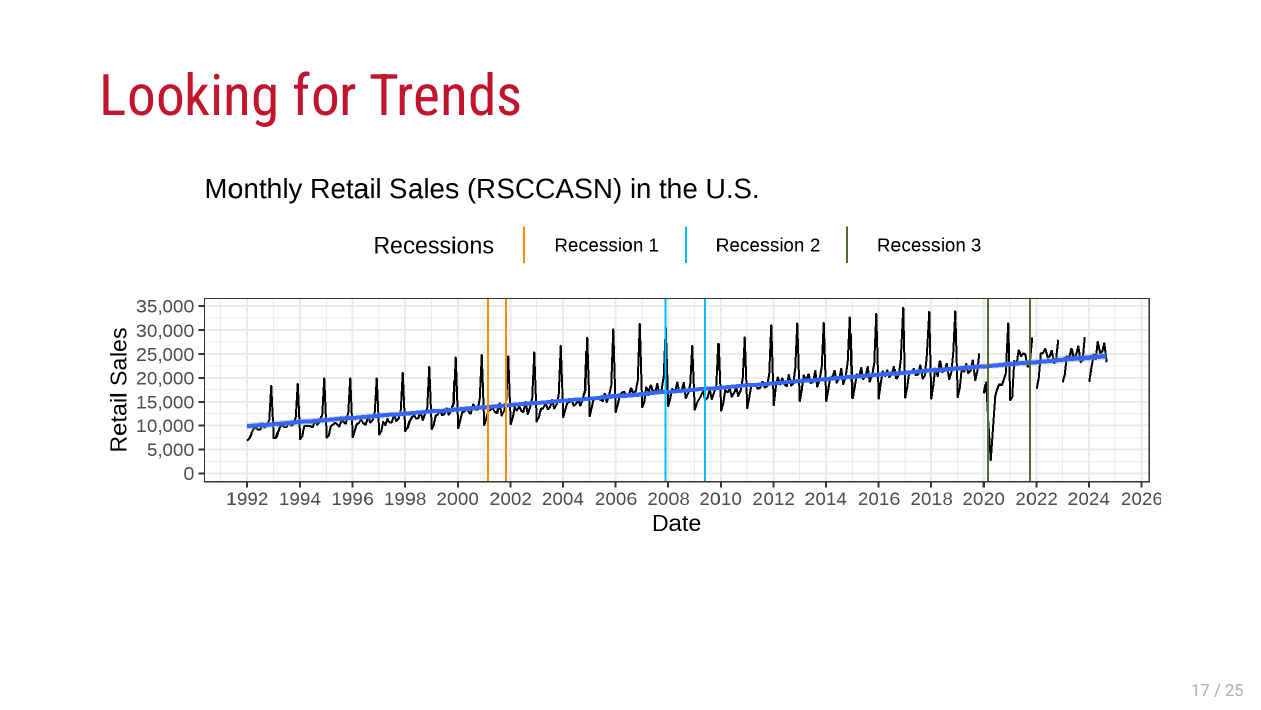 Looking for Trends
Monthly Retail Sales (RSCCASN) in the U.S.
Recessions Recession 1 Recession 2 Recession 3
Retail Sales
35,000
30,000
25,000
20,000
15,000
10,000
5,000
0
1992 1994 1996 1998 2000 2002 2004 2006 2008 2010 2012 2014 2016 2018 2020 2022 2024 2026
Date
17 / 25